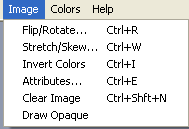 Image Colors Help
Flip/Rotate... Ctrl+R
Stretch/Skew... Ctrl+W
Invert Colors Ctrl+I
Attributes... Ctrl+E
Clear Image Ctrl+Shft+N
Draw Opaque